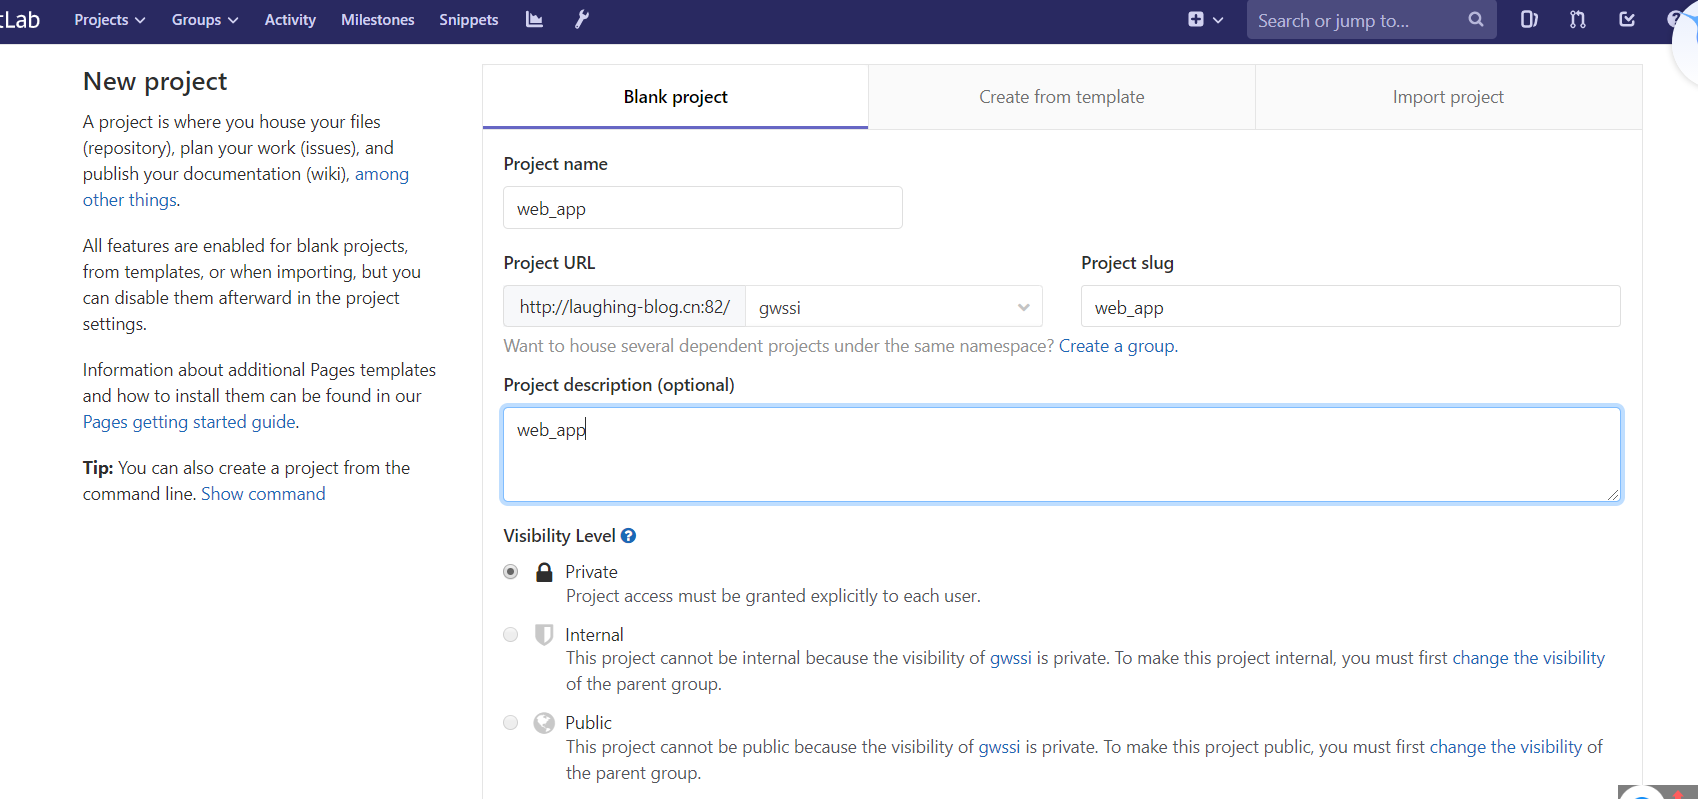 tLab Projects Groups Activity Milestones Snippets Search or jump to...
New project
A project is where you house your files
(repository), plan your work (issues), and
publish your documentation (wiki), among
other things.
All features are enabled for blank projects,
from templates, or when importing, but you
can disable them afterward in the project
settings.
Information about additional Pages templates
and how to install them can be found in our
Pages getting started guide.
Tip: You can also create a project from the
command line. Show command
Blank project Create from template Import project
Project name
web_app
Project URL Project slug
http://laughing-blog.cn:82/ gwssi web_app
Want to house several dependent projects under the same namespace? Create a group.
Project description (optional)
web_app
Visibility Level ?
Private
Project access must be granted explicitly to each user.
Internal
This project cannot be internal because the visibility of gwssi is private. To make this project internal, you must first change the visibility
of the parent group.
Public
This project cannot be public because the visibility of gwssi is private. To make this project public, you must first change the visibility of
the parent group.